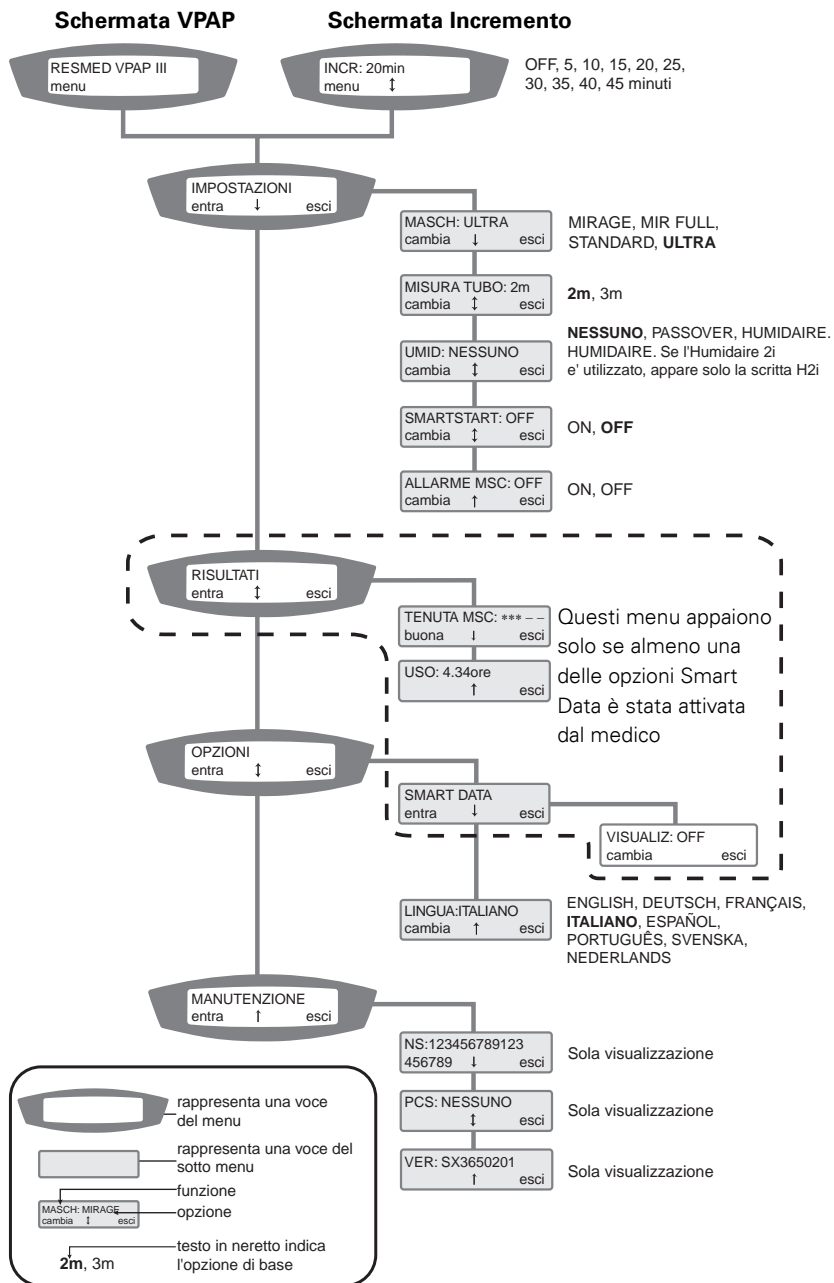 Schermata VPAP
Schermata Incremento
RESMED VPAP III
menu
INCR: 20min
menu ↕
OFF, 5, 10, 15, 20, 25,
30, 35, 40, 45 minuti
IMPOSTAZIONI
entra ↓ esci
MASCH: ULTRA
cambia ↓ esci
MIRAGE, MIR FULL,
STANDARD, ULTRA
MISURA TUBO: 2m
cambia ↕ esci
2m, 3m
UMID: NESSUNO
cambia ↕ esci
NESSUNO, PASSOVER, HUMIDAIRE.
HUMIDAIRE. Se l'Humidaire 2i
e' utilizzato, appare solo la scritta H2i
SMARTSTART: OFF
cambia ↕ esci
ON, OFF
ALLARME MSC: OFF
cambia ↑ esci
ON, OFF
RISULTATI
entra ↕ esci
TENUTA MSC: *** – –
buona ↓ esci
USO: 4.34ore
↑ esci
Questi menu appaiono
solo se almeno una
delle opzioni Smart
Data è stata attivata
dal medico
OPZIONI
entra ↕ esci
SMART DATA
entra ↓ esci
VISUALIZ: OFF
cambia esci
LINGUA:ITALIANO
cambia ↑ esci
ENGLISH, DEUTSCH, FRANÇAIS,
ITALIANO, ESPAÑOL,
PORTUGUÊS, SVENSKA,
NEDERLANDS
MANUTENZIONE
entra ↑ esci
NS:123456789123
456789 ↓ esci
Sola visualizzazione
PCS: NESSUNO
↕ esci
Sola visualizzazione
VER: SX3650201
↑ esci
Sola visualizzazione
rappresenta una voce
del menu
rappresenta una voce del
sotto menu
funzione
MASCH: MIRAGE
cambia ↕ esci
opzione
2m, 3m
testo in neretto indica
l'opzione di base